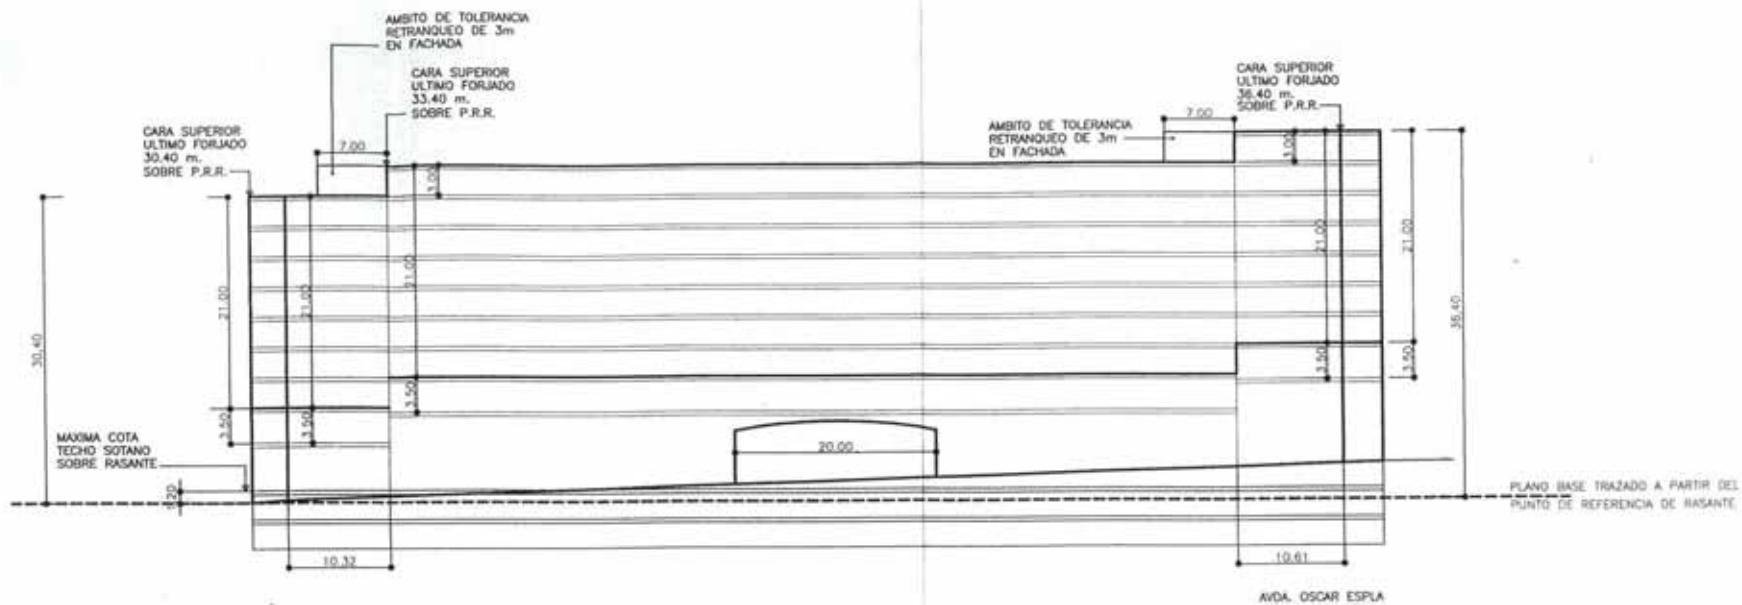 AMBITO DE TOLERANCIA
RETRANQUEO DE 3m
EN FACHADA
CARA SUPERIOR
ULTIMO FORJADO
33.40 m.
SOBRE P.R.R.
CARA SUPERIOR
ULTIMO FORJADO
30.40 m.
SOBRE P.R.R.
7.00
3.00
CARA SUPERIOR
ULTIMO FORJADO
36.40 m.
SOBRE P.R.R.
AMBITO DE TOLERANCIA
RETRANQUEO DE 3m
EN FACHADA
7.00
3.00
30.40
21.00
21.00
21.00
21.00
21.00
36.40
3.50
3.50
3.50
3.50
3.50
MAXIMA COTA
TECHO SOTANO
SOBRE RASANTE
1.20
20.00
PLANO BASE TRAZADO A PARTIR DEL
PUNTO DE REFERENCIA DE RASANTE
10.32
10.61
AVDA. OSCAR ESPLA